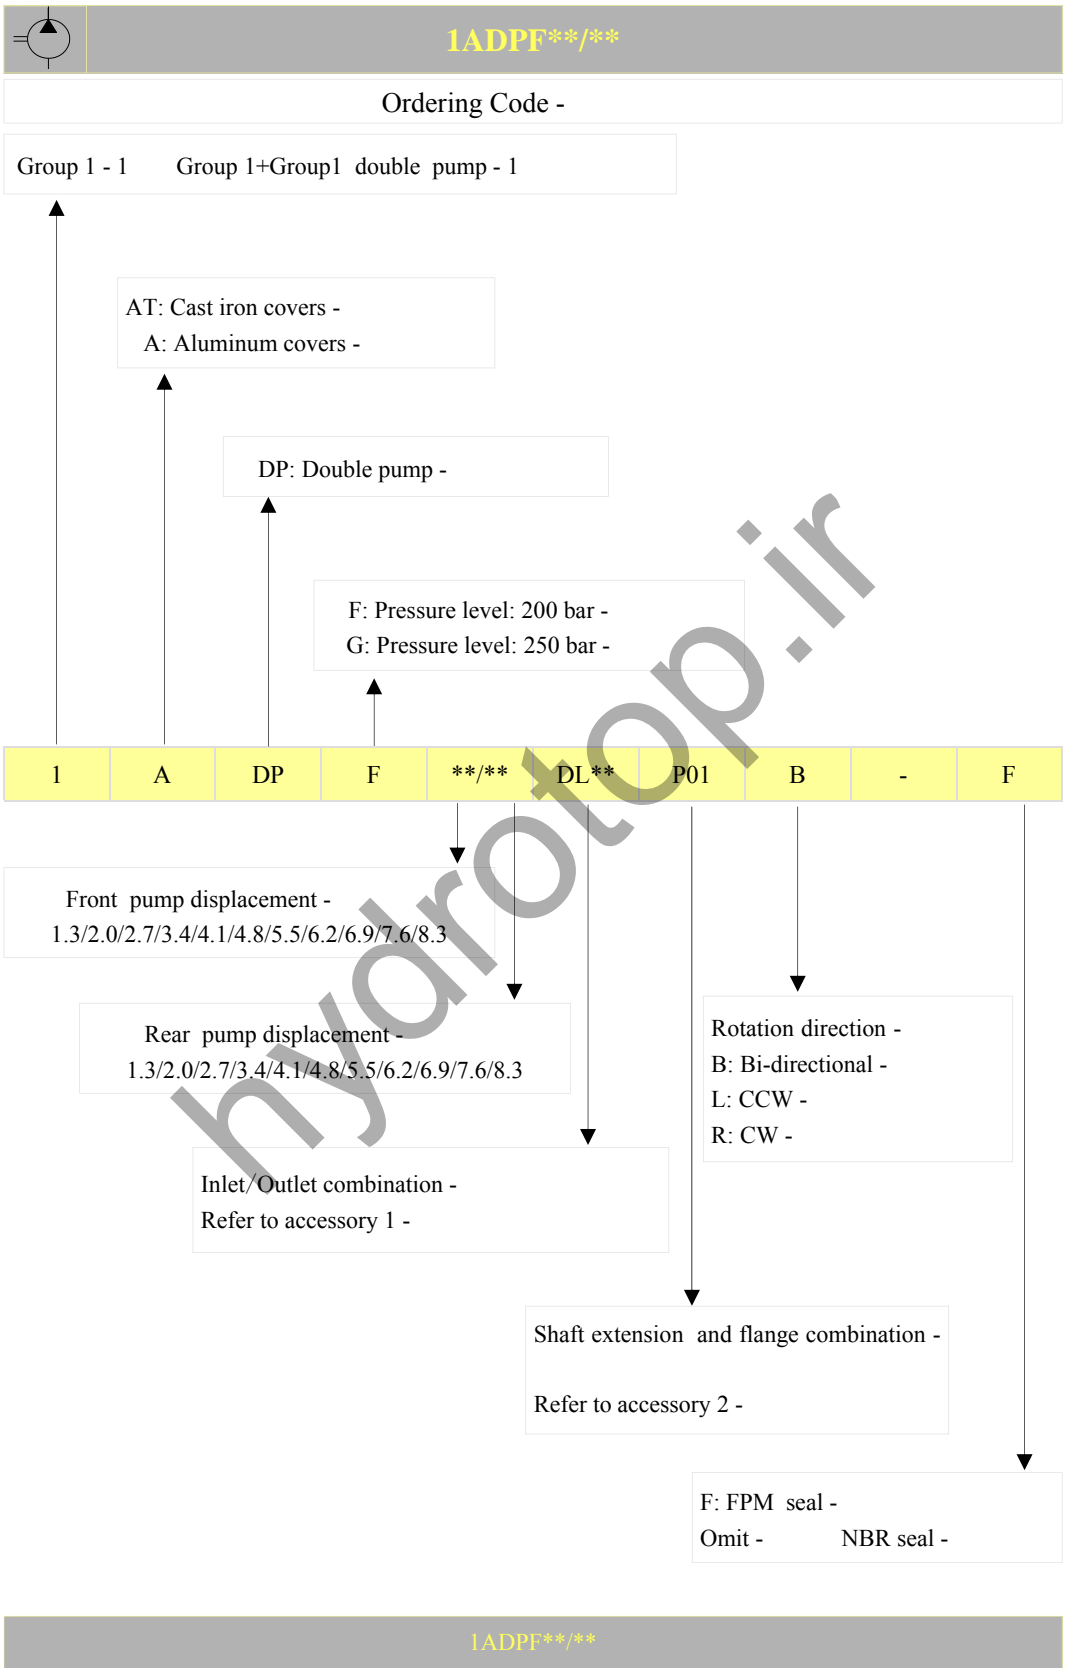 1ADPF**/**
Ordering Code -
Group 1 - 1 Group 1+Group1 double pump - 1
AT: Cast iron covers -
A: Aluminum covers -
DP: Double pump -
F: Pressure level: 200 bar -
G: Pressure level: 250 bar -
1 A DP F **/** DL** P01 B - F
Front pump displacement -
1.3/2.0/2.7/3.4/4.1/4.8/5.5/6.2/6.9/7.6/8.3
Rear pump displacement -
1.3/2.0/2.7/3.4/4.1/4.8/5.5/6.2/6.9/7.6/8.3
Rotation direction -
B: Bi-directional -
L: CCW -
R: CW -
Inlet/Outlet combination -
Refer to accessory 1 -
Shaft extension and flange combination -
Refer to accessory 2 -
F: FPM seal -
Omit - NBR seal -
hydrotop.ir
1ADPF**/**